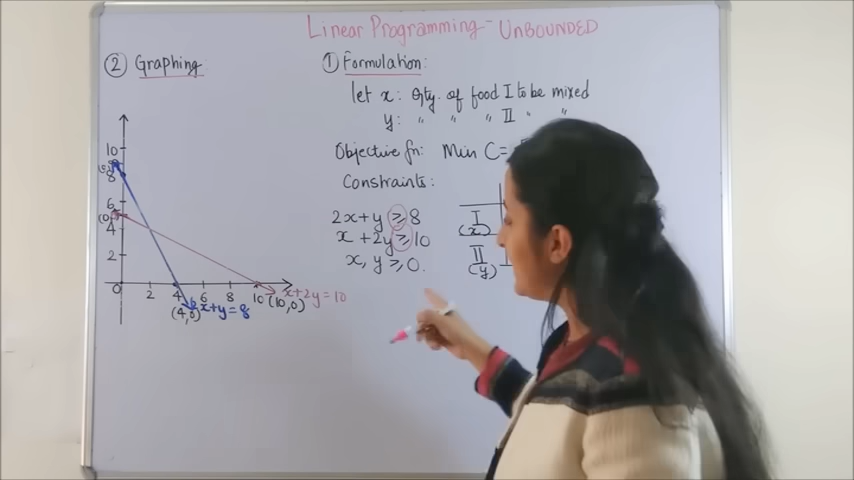 Linear Programming - UNBOUNDED
② Graphing
10
8
6
4
2
0 2 4 6 8 10 (10,0) x+2y=10
(4,0) 2x+y=8
① Formulation:
let x: Qty. of food I to be mixed
y: " " " II " "
Objective fn: Min C=
Constraints:
2x+y ≥ 8
x+2y ≥ 10
x, y ≥ 0.
I
(x)
II
(y)